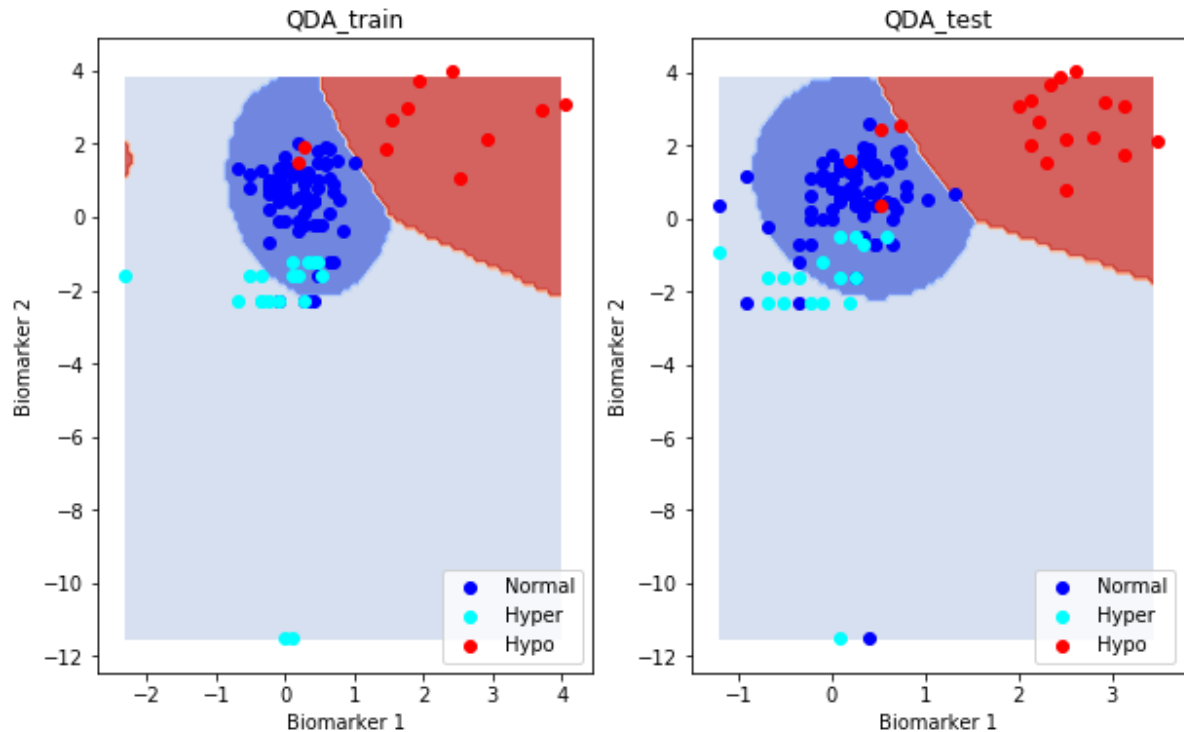 QDA_train
4
2
0
−2
−4
−6
−8
−10
−12
Biomarker 2
−2
−1
0
1
2
3
4
Biomarker 1
Normal
Hyper
Hypo
QDA_test
4
2
0
−2
−4
−6
−8
−10
−12
Biomarker 2
−1
0
1
2
3
Biomarker 1
Normal
Hyper
Hypo